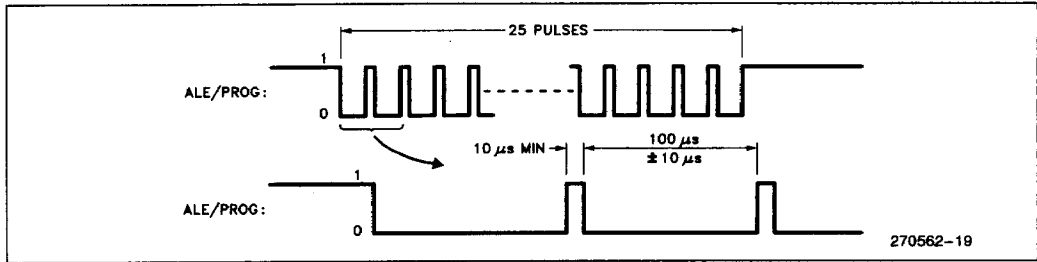 25 PULSES
1
ALE/PROG:
0
10 μs MIN
100 μs
±10 μs
1
ALE/PROG:
0
270562-19